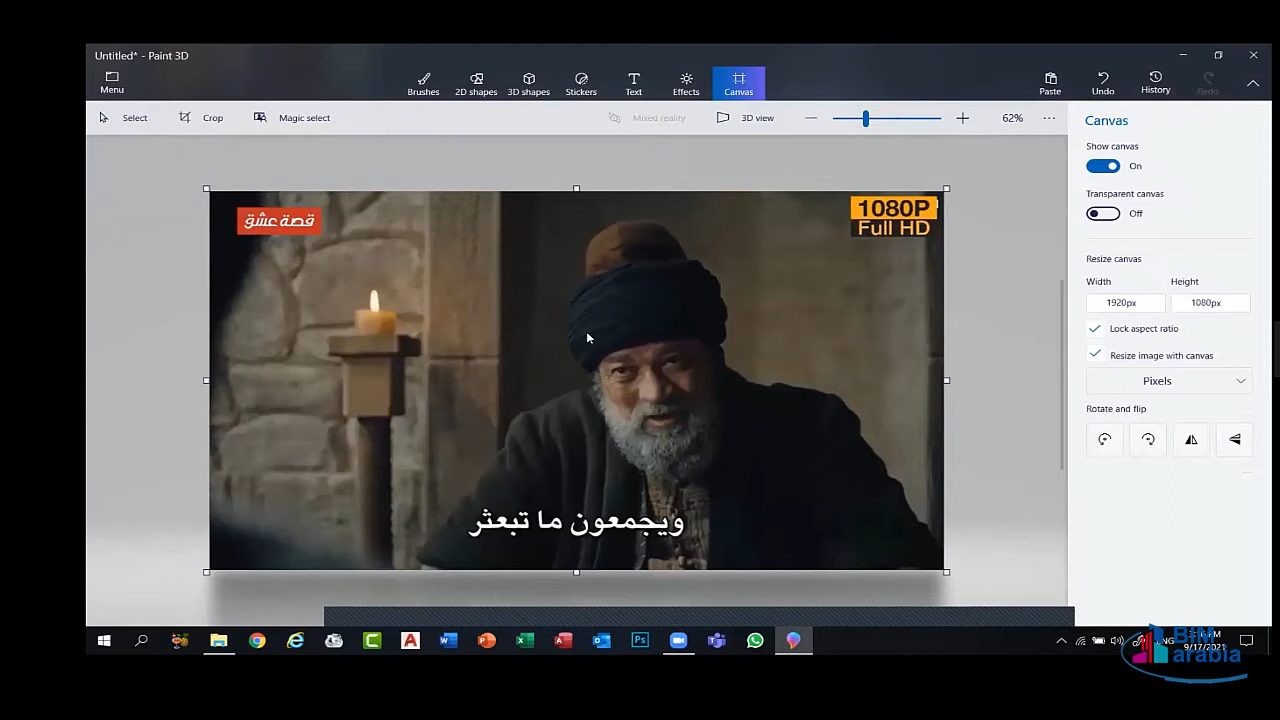 Untitled* - Paint 3D
Menu
Brushes
2D shapes
3D shapes
Stickers
Text
Effects
Canvas
Paste
Undo
History
Redo
Select
Crop
Magic select
Mixed reality
3D view
62%
Canvas
Show canvas
On
Transparent canvas
Off
Resize canvas
Width
Height
1920px
1080px
Lock aspect ratio
Resize image with canvas
Pixels
Rotate and flip
قصة عشق
1080P
Full HD
ويجمعون ما تبعثر
9/17/2021
BIM
arabia